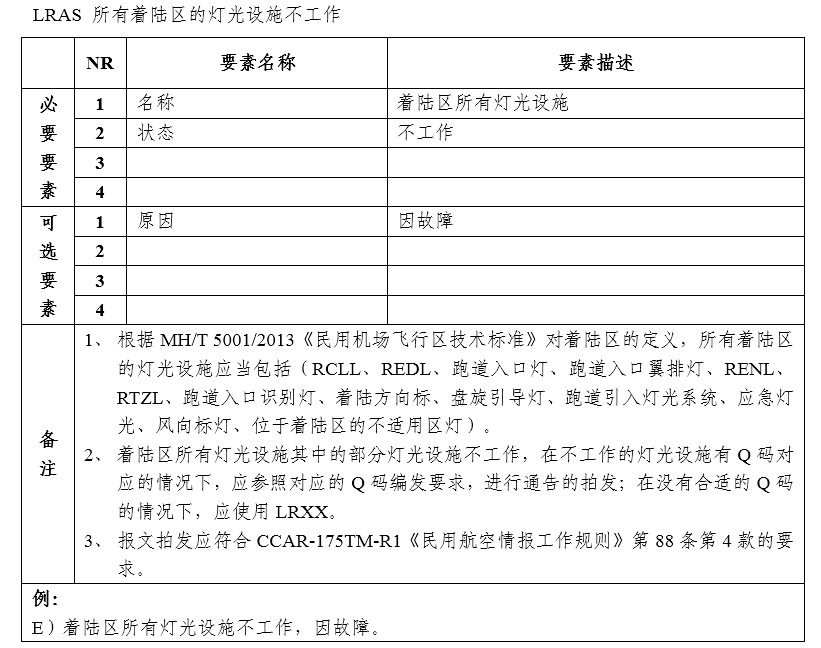 LRAS 所有着陆区的灯光设施不工作
NR 要素名称 要素描述
必要要素
1 名称 着陆区所有灯光设施
2 状态 不工作
3
4
可选要素
1 原因 因故障
2
3
4
备注
1、 根据 MH/T 5001/2013《民用机场飞行区技术标准》对着陆区的定义，所有着陆区
的灯光设施应当包括（RCLL、REDL、跑道入口灯、跑道入口翼排灯、RENL、
RTZL、跑道入口识别灯、着陆方向标、盘旋引导灯、跑道引入灯光系统、应急灯
光、风向标灯、位于着陆区的不适用区灯）。
2、 着陆区所有灯光设施其中的部分灯光设施不工作，在不工作的灯光设施有 Q 码对
应的情况下，应参照对应的 Q 码编发要求，进行通告的拍发；在没有合适的 Q 码
的情况下，应使用 LRXX。
3、 报文拍发应符合 CCAR-175TM-R1《民用航空情报工作规则》第 88 条第 4 款的要
求。
例：
E）着陆区所有灯光设施不工作，因故障。